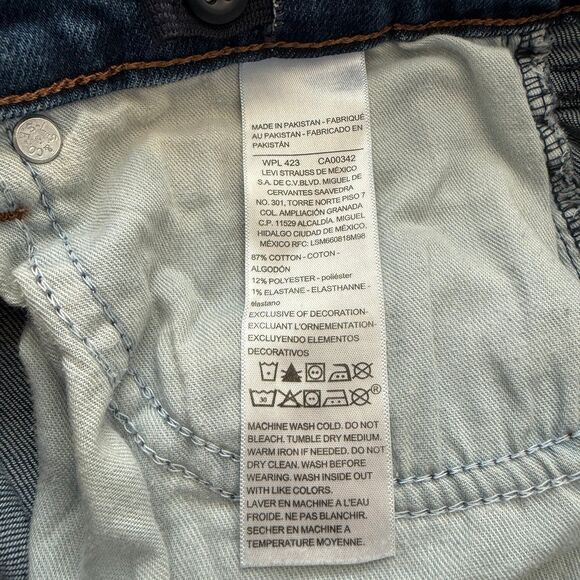 MADE IN PAKISTAN - FABRIQUÉ
AU PAKISTAN - FABRICADO EN
PAKISTÁN
WPL 423 CA00342
LEVI STRAUSS DE MÉXICO
S.A. DE C.V.BLVD. MIGUEL DE
CERVANTES SAAVEDRA
NO. 301, TORRE NORTE PISO 7
COL. AMPLIACIÓN GRANADA
C.P. 11529 ALCALDÍA. MIGUEL
HIDALGO CIUDAD DE MÉXICO.
MÉXICO RFC: LSM660818M98
87% COTTON - COTON -
ALGODÓN
12% POLYESTER - poliéster
1% ELASTANE - ELASTHANNE -
elastano
EXCLUSIVE OF DECORATION-
EXCLUANT L'ORNEMENTATION-
EXCLUYENDO ELEMENTOS
DECORATIVOS
30 ®
MACHINE WASH COLD. DO NOT
BLEACH. TUMBLE DRY MEDIUM.
WARM IRON IF NEEDED. DO NOT
DRY CLEAN. WASH BEFORE
WEARING. WASH INSIDE OUT
WITH LIKE COLORS.
LAVER EN MACHINE A L'EAU
FROIDE. NE PAS BLANCHIR.
SECHER EN MACHINE A
TEMPERATURE MOYENNE.